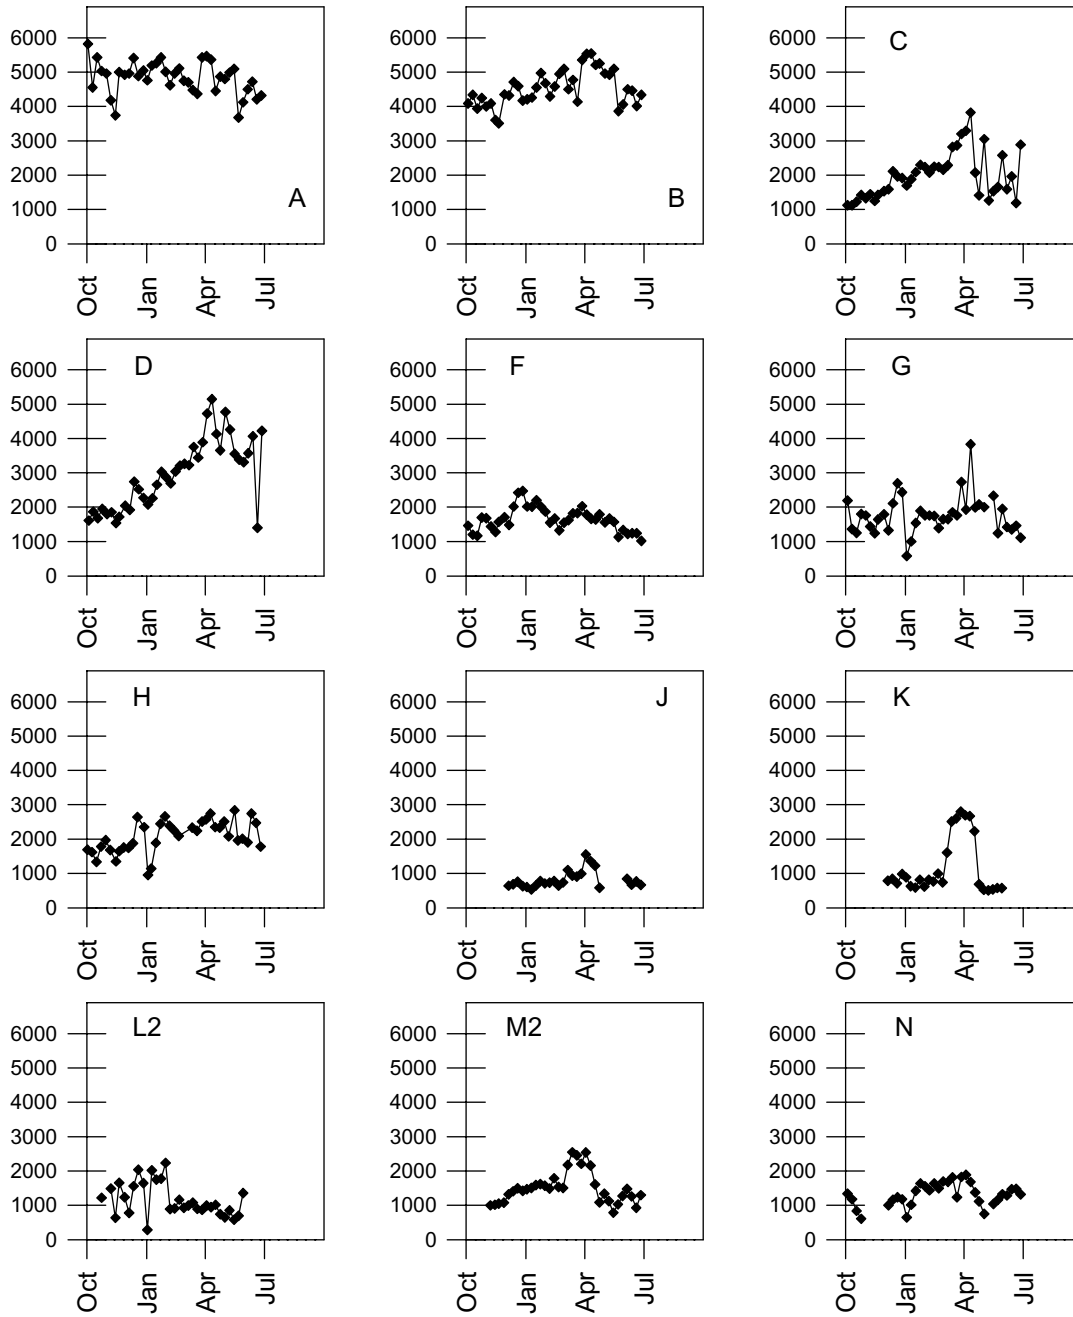 6000 5000 4000 3000 2000 1000 0 A Oct Jan Apr Jul
6000 5000 4000 3000 2000 1000 0 B Oct Jan Apr Jul
6000 5000 4000 3000 2000 1000 0 C Oct Jan Apr Jul
6000 5000 4000 3000 2000 1000 0 D Oct Jan Apr Jul
6000 5000 4000 3000 2000 1000 0 F Oct Jan Apr Jul
6000 5000 4000 3000 2000 1000 0 G Oct Jan Apr Jul
6000 5000 4000 3000 2000 1000 0 H Oct Jan Apr Jul
6000 5000 4000 3000 2000 1000 0 J Oct Jan Apr Jul
6000 5000 4000 3000 2000 1000 0 K Oct Jan Apr Jul
6000 5000 4000 3000 2000 1000 0 L2 Oct Jan Apr Jul
6000 5000 4000 3000 2000 1000 0 M2 Oct Jan Apr Jul
6000 5000 4000 3000 2000 1000 0 N Oct Jan Apr Jul